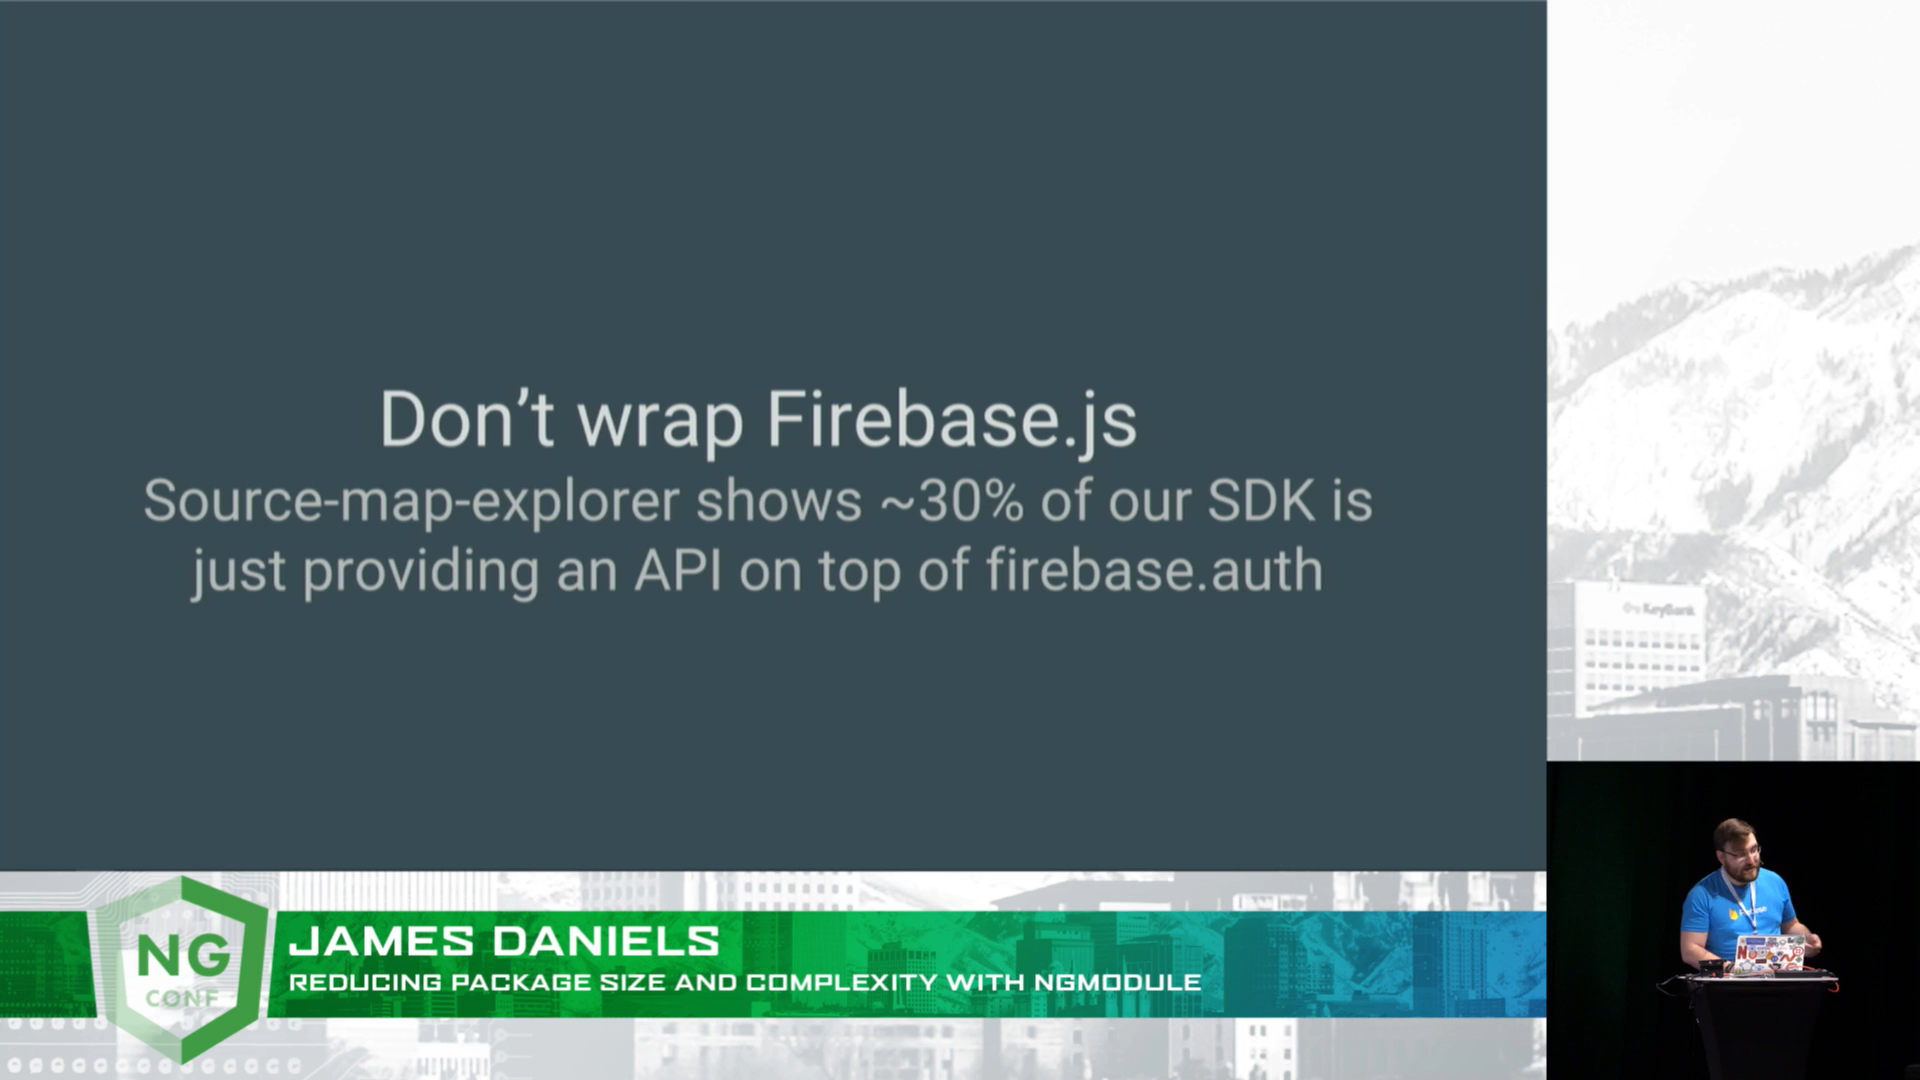 Don't wrap Firebase.js
Source-map-explorer shows ~30% of our SDK is
just providing an API on top of firebase.auth
KeyBank
NG
CONF
JAMES DANIELS
REDUCING PACKAGE SIZE AND COMPLEXITY WITH NGMODULE